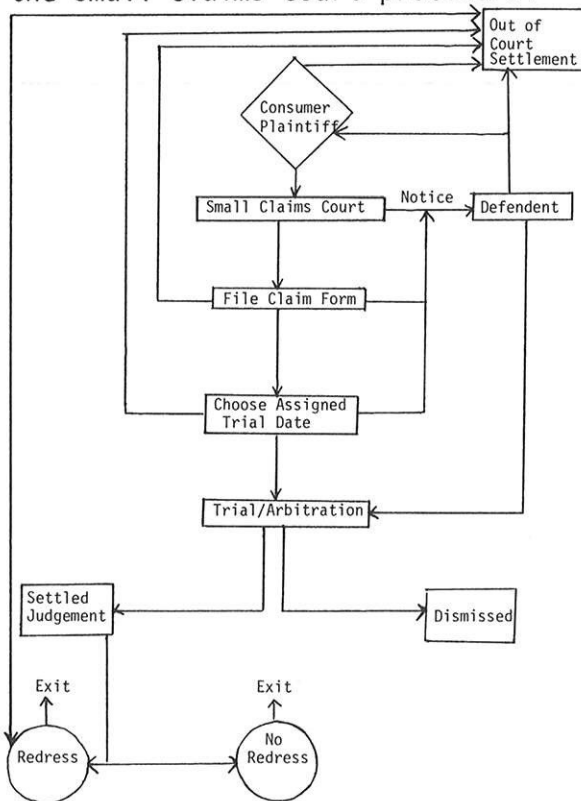 Out of
Court
Settlement
Consumer
Plaintiff
Small Claims Court
Notice
Defendent
File Claim Form
Choose Assigned
Trial Date
Trial/Arbitration
Settled
Judgement
Dismissed
Exit
Exit
Redress
No
Redress